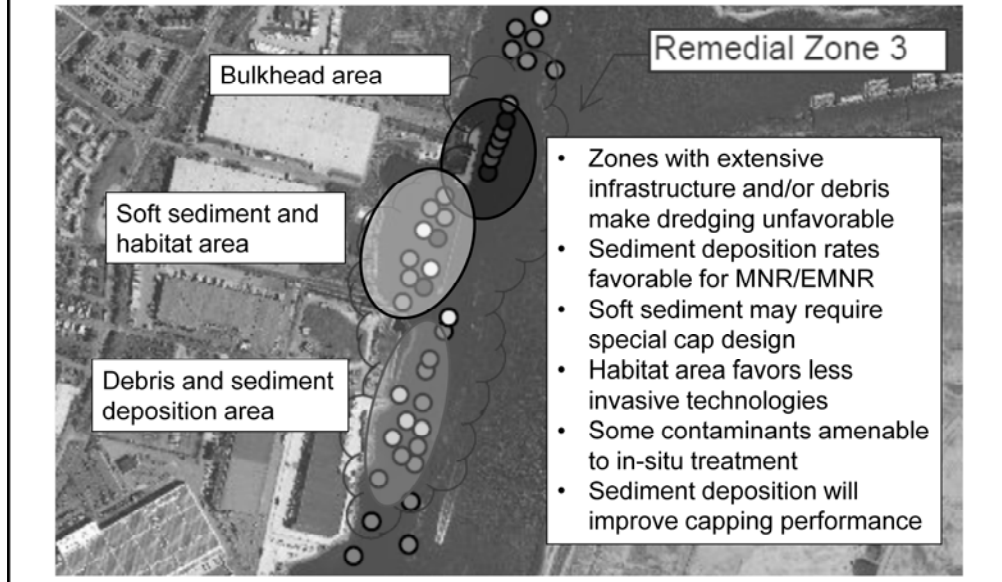 Remedial Zone 3
Bulkhead area
Soft sediment and
habitat area
Debris and sediment
deposition area
• Zones with extensive
infrastructure and/or debris
make dredging unfavorable
• Sediment deposition rates
favorable for MNR/EMNR
• Soft sediment may require
special cap design
• Habitat area favors less
invasive technologies
• Some contaminants amenable
to in-situ treatment
• Sediment deposition will
improve capping performance